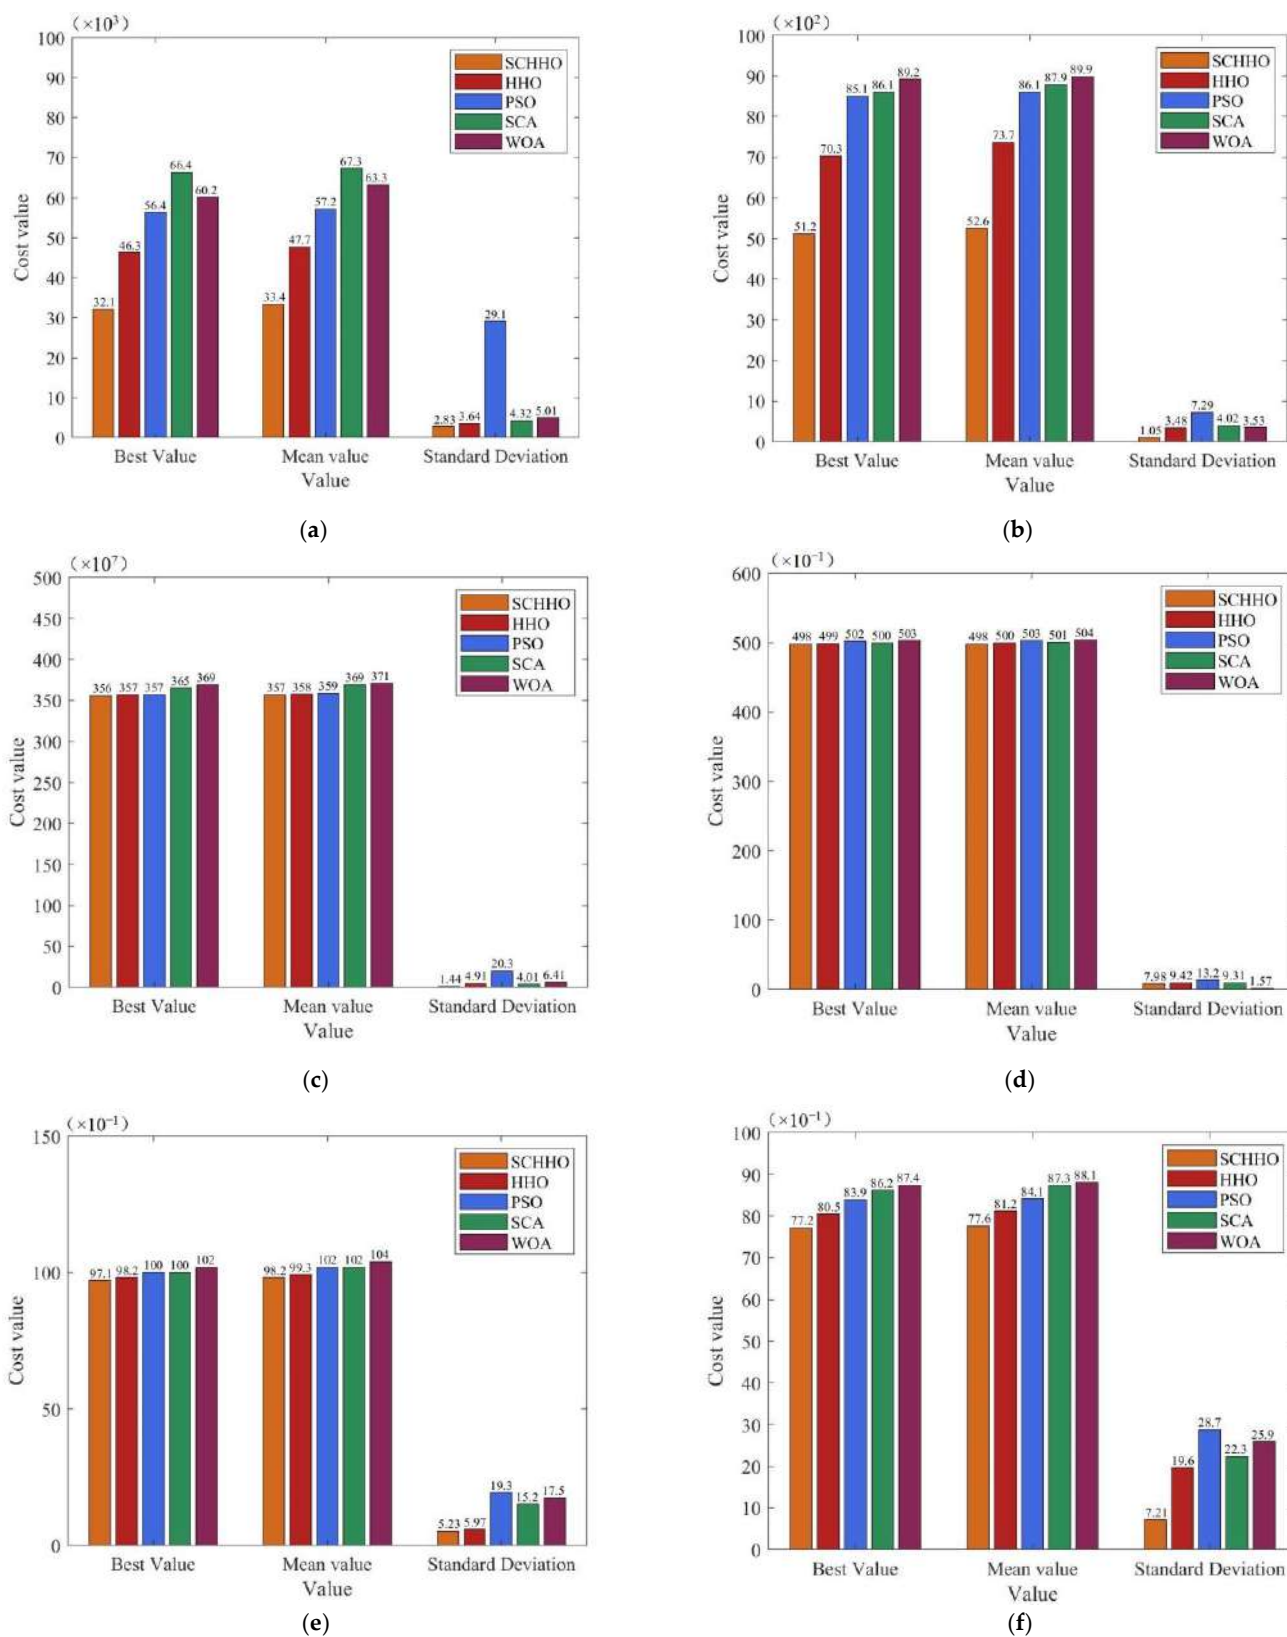 (×10³)
100
90
80
70
60
50
40
30
20
10
0
Cost value
SCHHO
HHO
PSO
SCA
WOA
32.1
46.3
56.4
66.4
60.2
33.4
47.7
57.2
67.3
63.3
2.83
3.64
29.1
4.32
5.01
Best Value
Mean value
Standard Deviation
Value
(a)
(×10²)
100
90
80
70
60
50
40
30
20
10
0
Cost value
SCHHO
HHO
PSO
SCA
WOA
51.2
70.3
85.1
86.1
89.2
52.6
73.7
86.1
87.9
89.9
1.05
3.48
7.29
4.02
3.53
Best Value
Mean value
Standard Deviation
Value
(b)
(×10⁷)
500
450
400
350
300
250
200
150
100
50
0
Cost value
SCHHO
HHO
PSO
SCA
WOA
356
357
357
365
369
357
358
359
369
371
1.44
4.91
20.3
4.01
6.41
Best Value
Mean value
Standard Deviation
Value
(c)
(×10⁻¹)
600
500
400
300
200
100
0
Cost value
SCHHO
HHO
PSO
SCA
WOA
498
499
502
500
503
498
500
503
501
504
7.98
9.42
13.2
9.31
1.57
Best Value
Mean value
Standard Deviation
Value
(d)
(×10⁻¹)
150
100
50
0
Cost value
SCHHO
HHO
PSO
SCA
WOA
97.1
98.2
100
100
102
98.2
99.3
102
102
104
5.23
5.97
19.3
15.2
17.5
Best Value
Mean value
Standard Deviation
Value
(e)
(×10⁻¹)
100
90
80
70
60
50
40
30
20
10
0
Cost value
SCHHO
HHO
PSO
SCA
WOA
77.2
80.5
83.9
86.2
87.4
77.6
81.2
84.1
87.3
88.1
7.21
19.6
28.7
22.3
25.9
Best Value
Mean value
Standard Deviation
Value
(f)